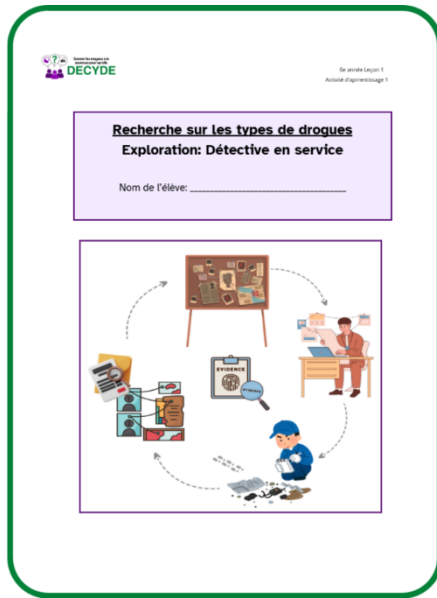 DECYDE
6e année Leçon 1
Activité d'apprentissage 1
Recherche sur les types de drogues
Exploration: Détective en service
Nom de l'élève: ___________________________________
EVIDENCE